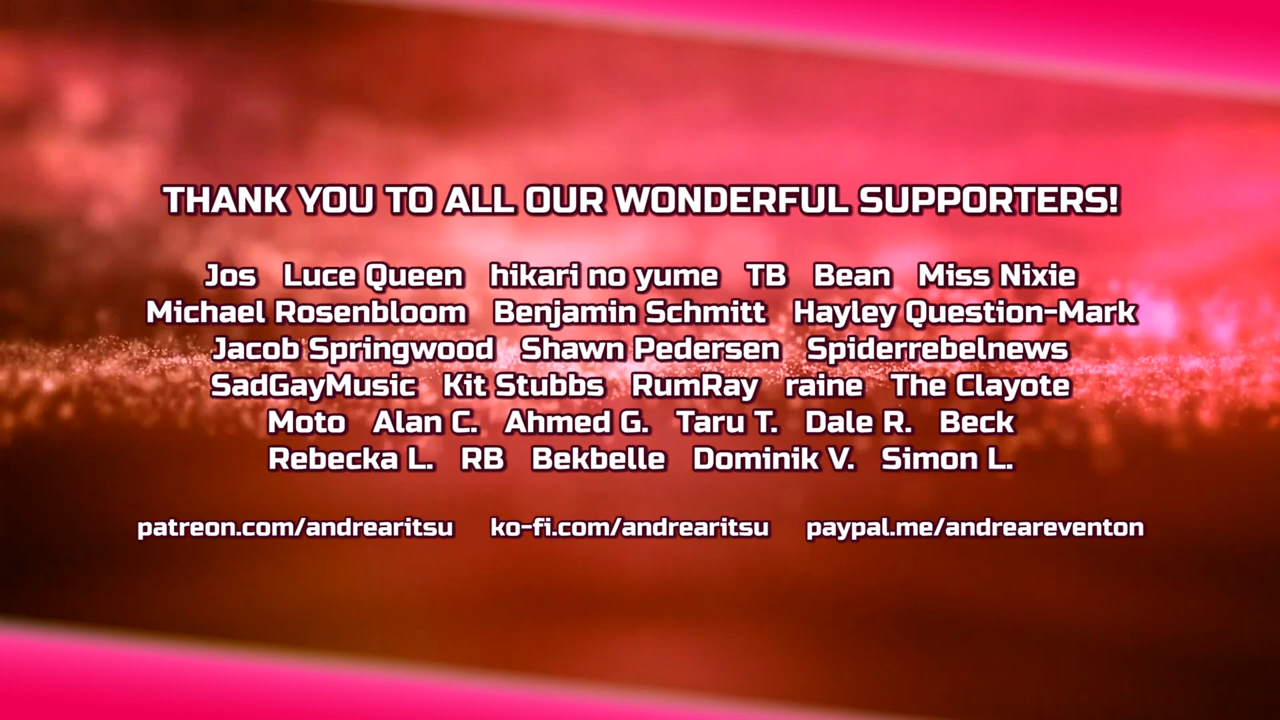 THANK YOU TO ALL OUR WONDERFUL SUPPORTERS!
Jos Luce Queen hikari no yume TB Bean Miss Nixie
Michael Rosenbloom Benjamin Schmitt Hayley Question-Mark
Jacob Springwood Shawn Pedersen Spiderrebelnews
SadGayMusic Kit Stubbs RumRay raine The Clayote
Moto Alan C. Ahmed G. Taru T. Dale R. Beck
Rebecka L. RB Bekbelle Dominik V. Simon L.
patreon.com/andrearitsu ko-fi.com/andrearitsu paypal.me/andreareventon